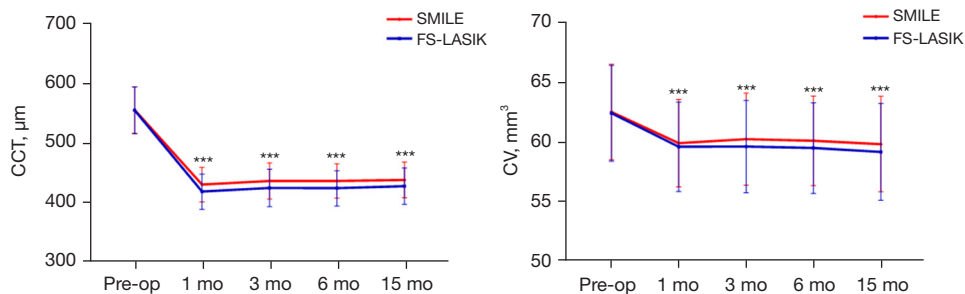 700
600
500
400
300
CCT, μm
SMILE
FS-LASIK
***
***
***
***
Pre-op
1 mo
3 mo
6 mo
15 mo
70
65
60
55
50
CV, mm³
SMILE
FS-LASIK
***
***
***
***
Pre-op
1 mo
3 mo
6 mo
15 mo